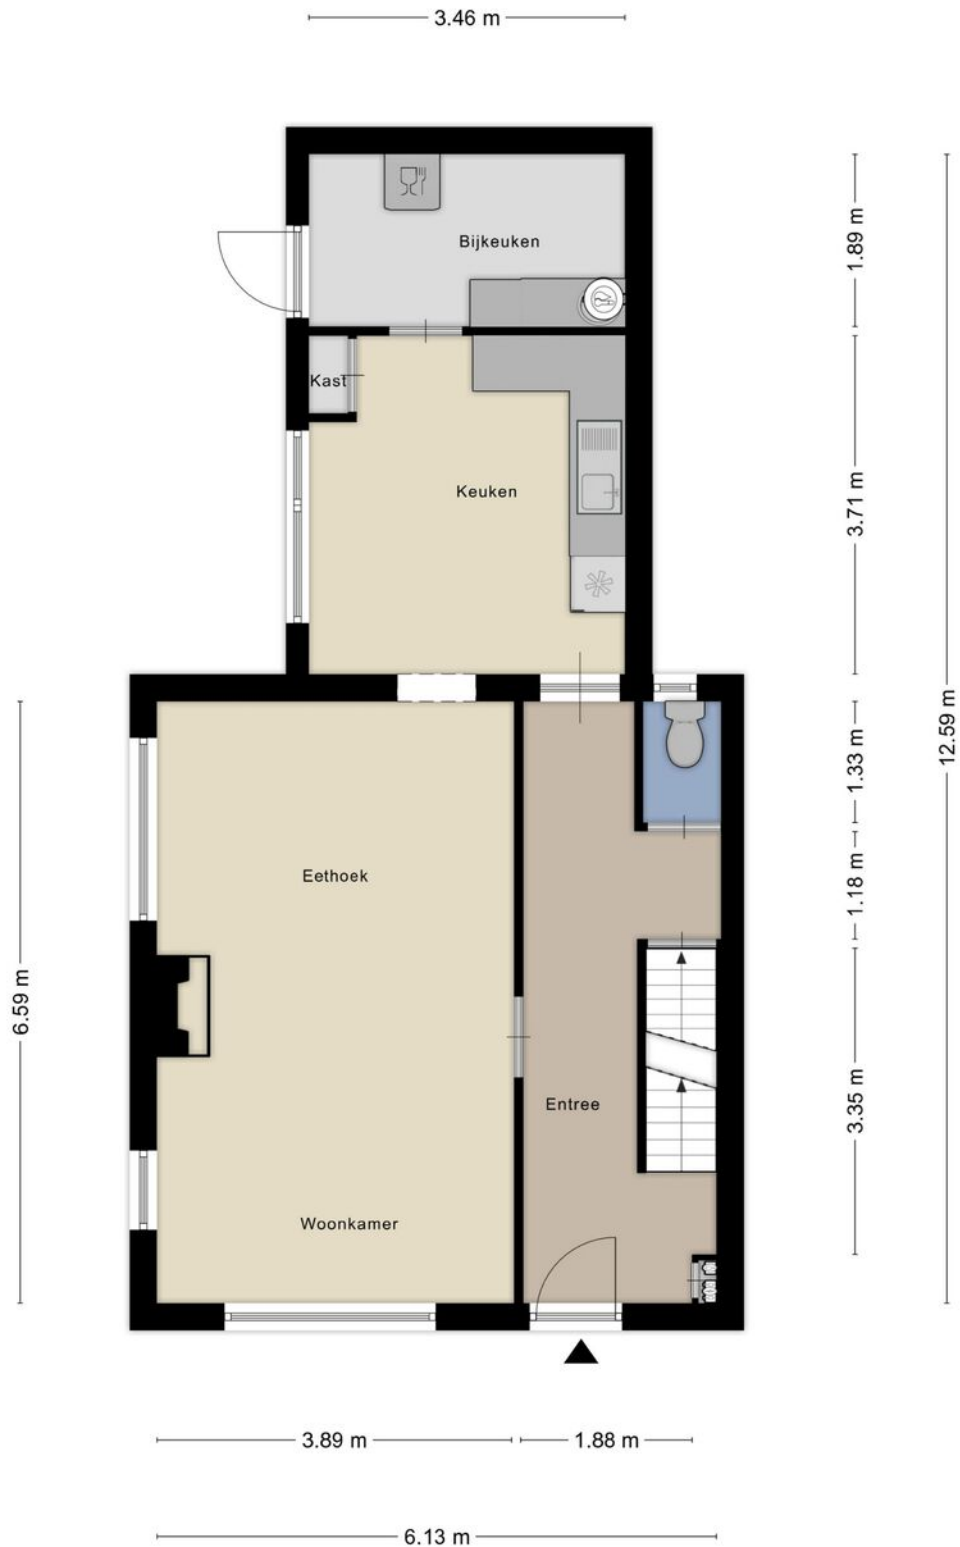 3.46 m
Bijkeuken
1.89 m
Kast
Keuken
3.71 m
12.59 m
1.33 m
Eethoek
1.18 m
6.59 m
Entree
3.35 m
Woonkamer
3.89 m
1.88 m
6.13 m